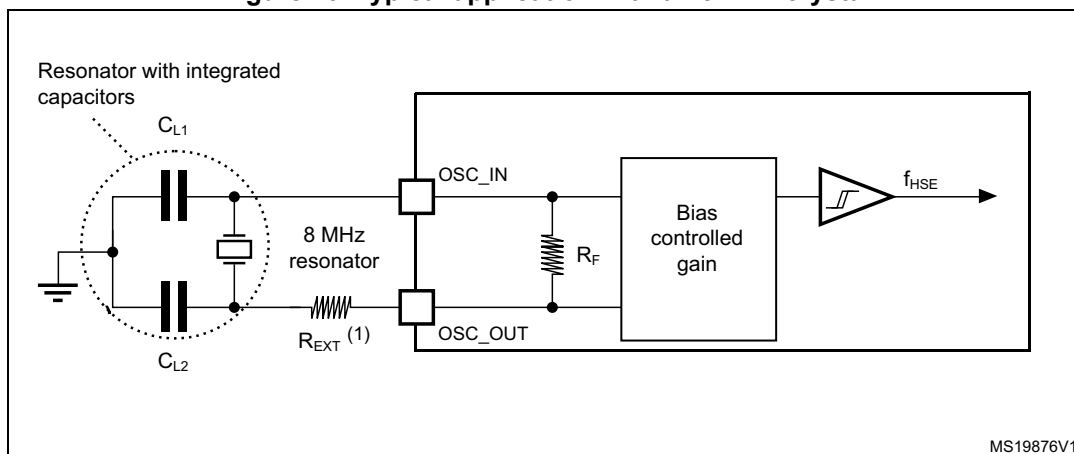 Resonator with integrated
capacitors
CL1
OSC_IN
fHSE
8 MHz
resonator
RF
Bias
controlled
gain
REXT (1)
OSC_OUT
CL2
MS19876V1